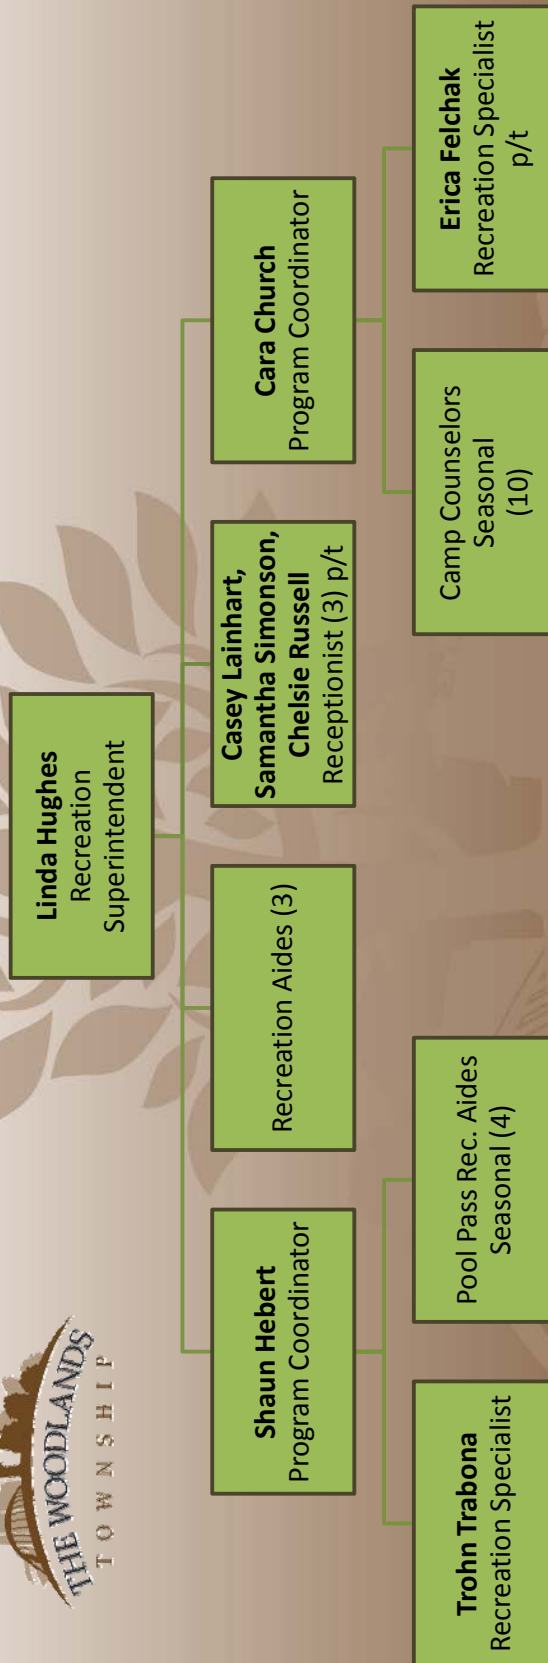 THE WOODLANDS
TOWNSHIP
Linda Hughes
Recreation
Superintendent
Shaun Hebert
Program Coordinator
Recreation Aides (3)
Casey Lainhart,
Samantha Simonson,
Chelsie Russell
Receptionist (3) p/t
Cara Church
Program Coordinator
Trohn Trabona
Recreation Specialist
Pool Pass Rec. Aides
Seasonal (4)
Camp Counselors
Seasonal
(10)
Erica Felchak
Recreation Specialist
p/t